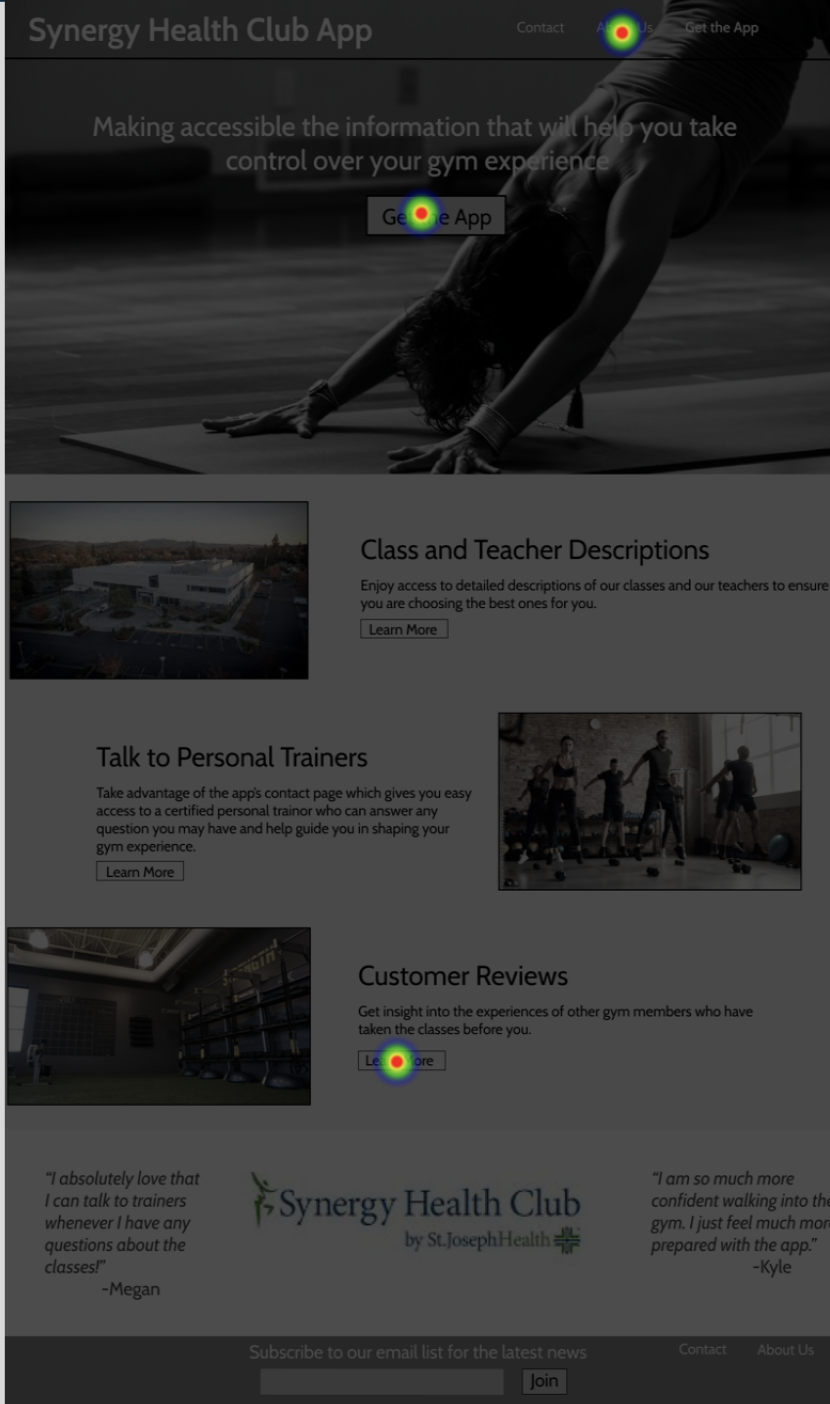 Synergy Health Club App
Contact
Us
Get the App
Making accessible the information that will help you take
control over your gym experience
App
Class and Teacher Descriptions
Enjoy access to detailed descriptions of our classes and our teachers to ensure
you are choosing the best ones for you.
Learn More
Talk to Personal Trainers
Take advantage of the app's contact page which gives you easy
access to a certified personal trainor who can answer any
question you may have and help guide you in shaping your
gym experience.
Learn More
STRENGTH
Customer Reviews
Get insight into the experiences of other gym members who have
taken the classes before you.
"I absolutely love that
I can talk to trainers
whenever I have any
questions about the
classes!"
-Megan
Synergy Health Club
by St.JosephHealth
"I am so much more
confident walking into the
gym. I just feel much more
prepared with the app."
-Kyle
Subscribe to our email list for the latest news
Join
Contact
About Us